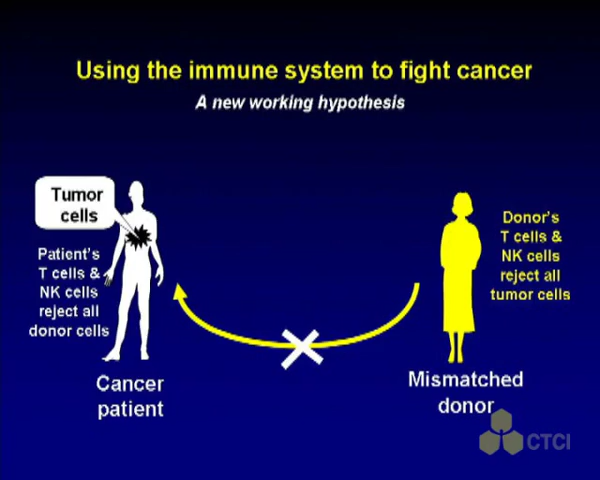 Using the immune system to fight cancer
A new working hypothesis
Tumor
cells
Patient's
T cells &
NK cells
reject all
donor cells
Donor's
T cells &
NK cells
reject all
tumor cells
Cancer
patient
Mismatched
donor
CTCI